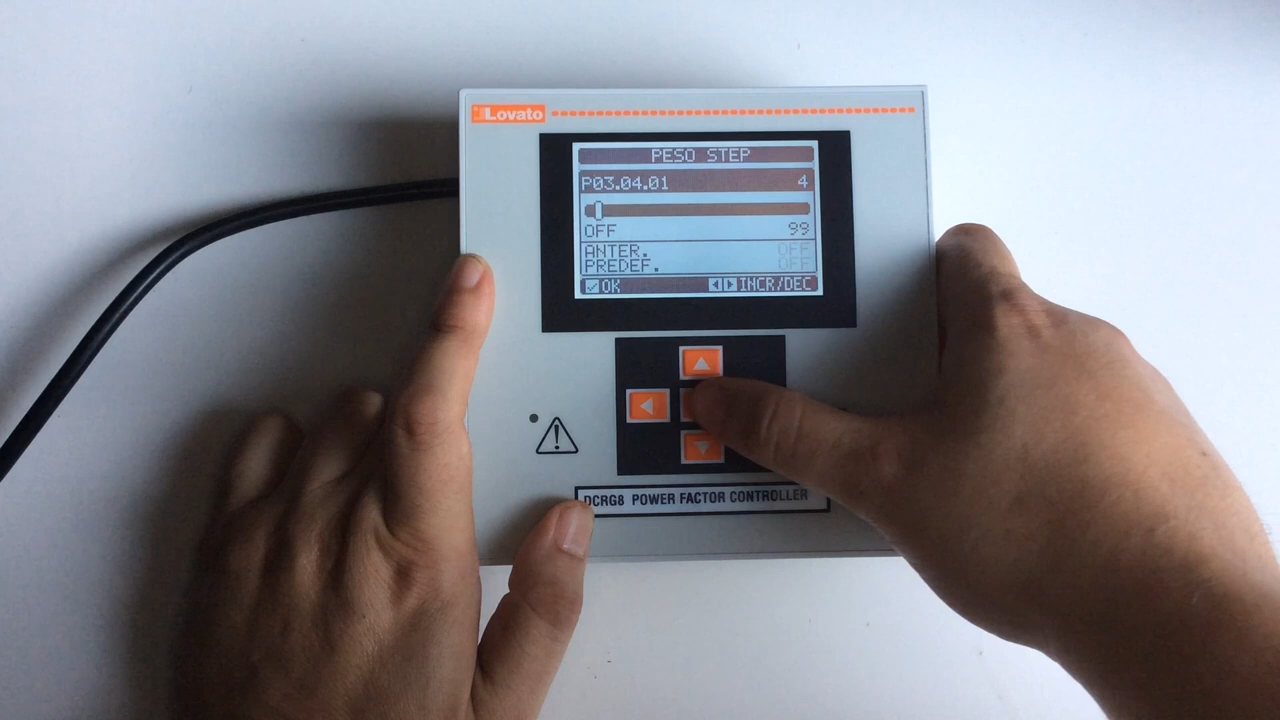 Lovato
PESO STEP
P03.04.01 4
OFF 99
ANTER. OFF
PREDEF. OFF
OK INCR/DEC
DCRG8 POWER FACTOR CONTROLLER